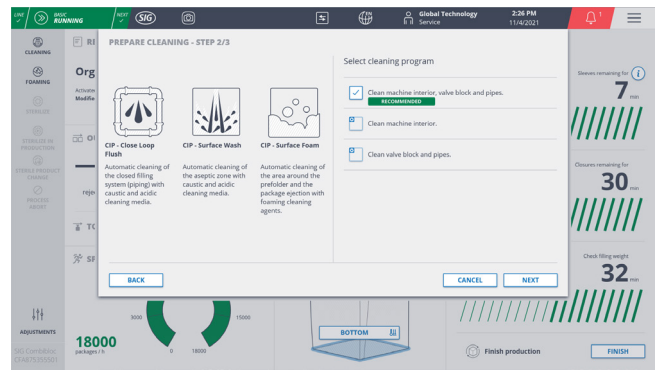 LINE
BASIC
RUNNING
NEXT
SIG
EN
Global Technology
Service
2:26 PM
11/4/2021
1
CLEANING
FOAMING
STERILIZE
STERILIZE IN
PRODUCTION
STERILE PRODUCT
CHANGE
PROCESS
ABORT
ADJUSTMENTS
SIG Combibloc
RE
Org
Activate
Modifie
rejec
PREPARE CLEANING - STEP 2/3
CIP - Close Loop
Flush
Automatic cleaning of
the closed filling
system (piping) with
caustic and acidic
cleaning media.
CIP - Surface Wash
Automatic cleaning of
the aseptic zone with
caustic and acidic
cleaning media.
CIP - Surface Foam
Automatic cleaning of
the area around the
prefolder and the
package ejection with
foaming cleaning
agents.
Select cleaning program
Clean machine interior, valve block and pipes.
RECOMMENDED
Clean machine interior.
Clean valve block and pipes.
BACK
CANCEL
NEXT
Sleeves remaining for
7 min
Closures remaining for
30 min
Check filling weight
32 min
3000
15000
0
18000
18000
packages / h
BOTTOM
Finish production
FINISH